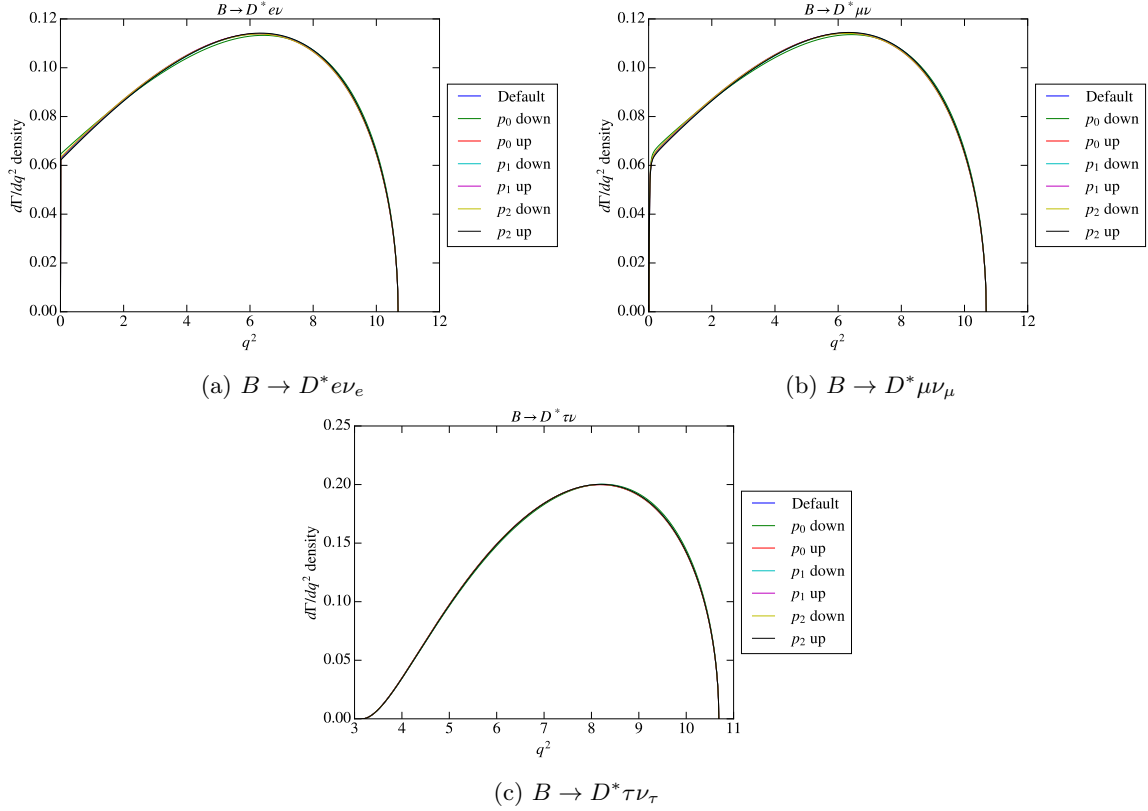 B → D* eν
0.12
0.10
0.08
0.06
0.04
0.02
0.00
dΓ/dq² density
0 2 4 6 8 10 12
q²
Default
p₀ down
p₀ up
p₁ down
p₁ up
p₂ down
p₂ up
(a) B → D*eνₑ
B → D* μν
0.12
0.10
0.08
0.06
0.04
0.02
0.00
dΓ/dq² density
0 2 4 6 8 10 12
q²
Default
p₀ down
p₀ up
p₁ down
p₁ up
p₂ down
p₂ up
(b) B → D*μν_μ
B → D* τν
0.25
0.20
0.15
0.10
0.05
0.00
dΓ/dq² density
3 4 5 6 7 8 9 10 11
q²
Default
p₀ down
p₀ up
p₁ down
p₁ up
p₂ down
p₂ up
(c) B → D*τν_τ